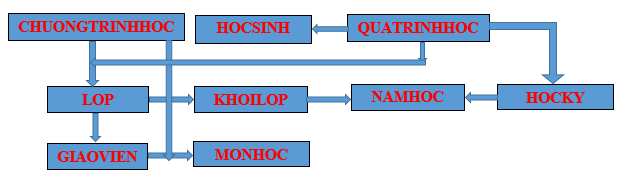 CHUONGTRINHHOC
HOCSINH
QUATRINHHOC
LOP
KHOILOP
NAMHOC
HOCKY
GIAOVIEN
MONHOC